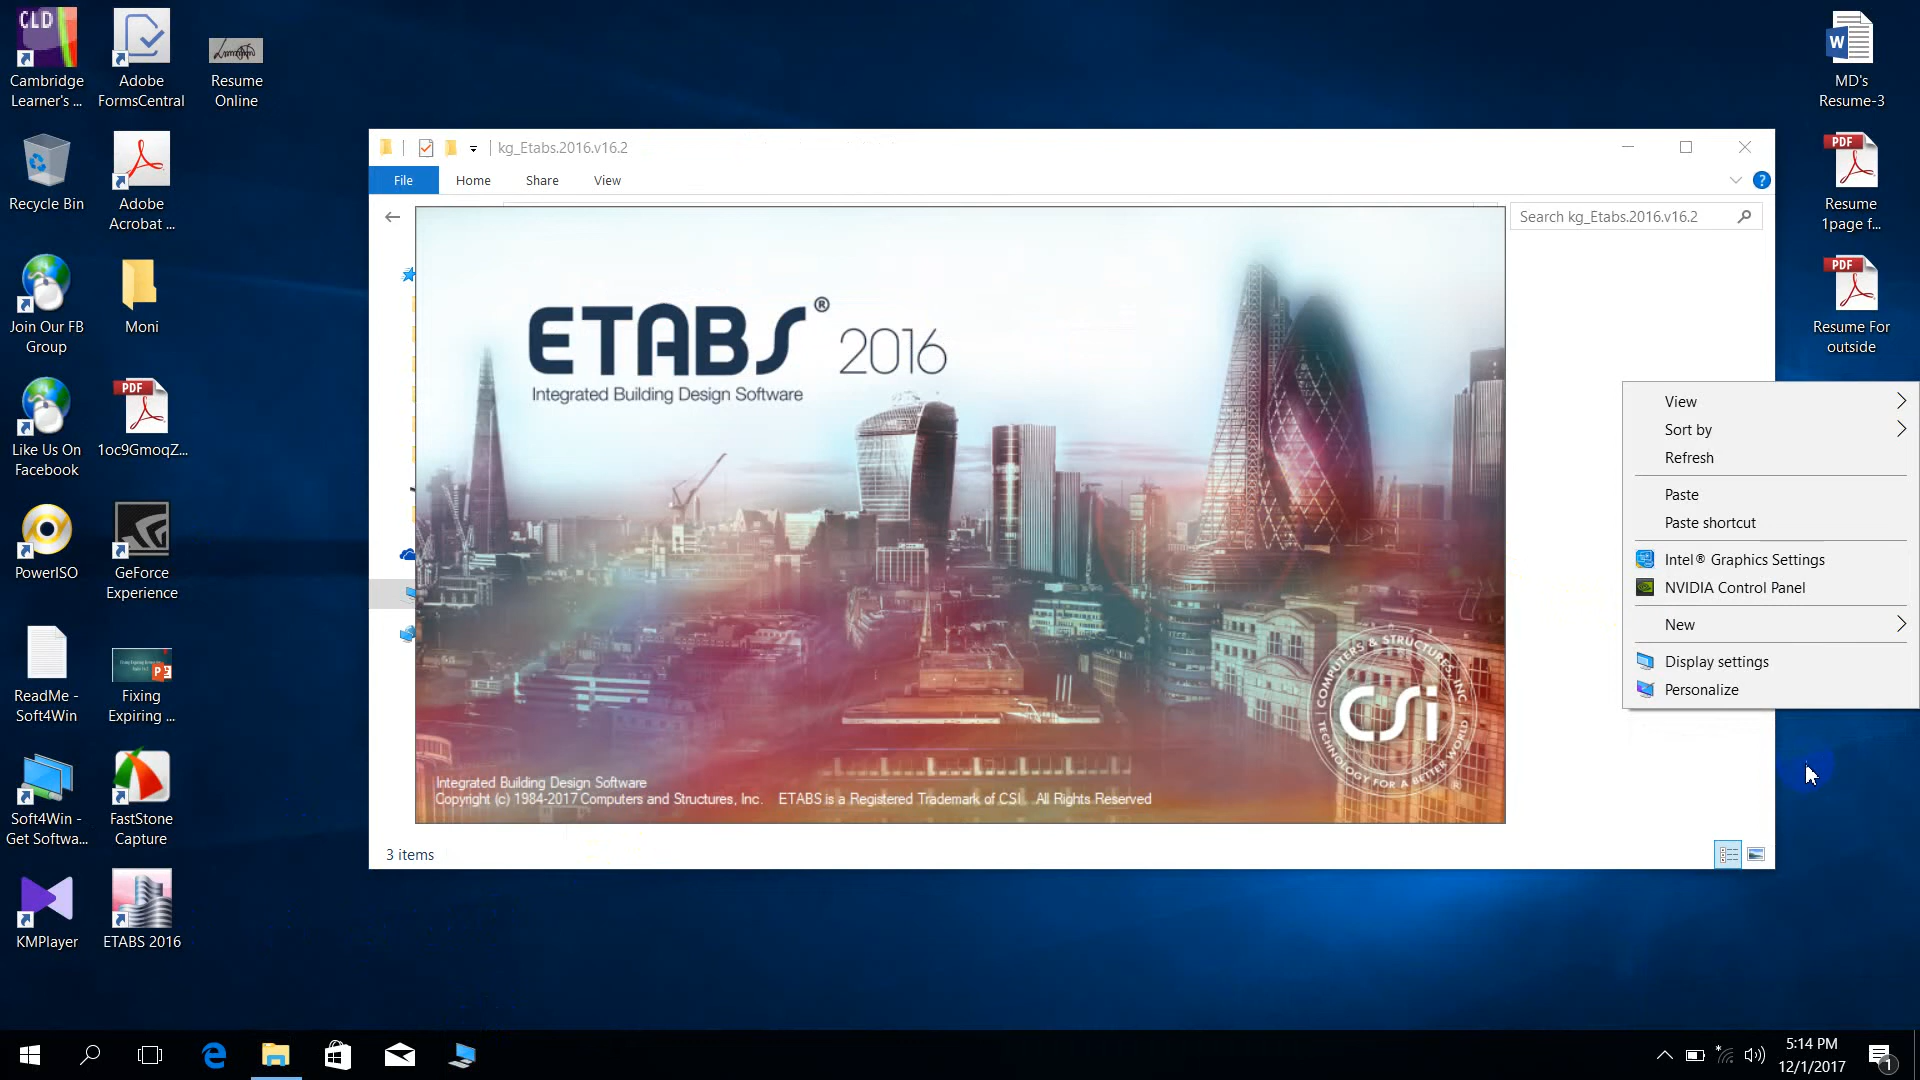 CLD
Cambridge
Learner's ...
Adobe
FormsCentral
Resume
Online
Recycle Bin
Adobe
Acrobat ...
Join Our FB
Group
Moni
Like Us On
Facebook
PDF
1oc9GmoqZ...
PowerISO
GeForce
Experience
ReadMe -
Soft4Win
Fixing
Expiring ...
Soft4Win -
Get Softwa...
FastStone
Capture
KMPlayer
ETABS 2016
kg_Etabs.2016.v16.2
File
Home
Share
View
?
Search kg_Etabs.2016.v16.2
ETABS® 2016
Integrated Building Design Software
COMPUTERS & STRUCTURES, INC.
CSi
TECHNOLOGY FOR A BETTER WORLD ®
Integrated Building Design Software
Copyright (c) 1984-2017 Computers and Structures, Inc. ETABS is a Registered Trademark of CSI. All Rights Reserved
3 items
W
MD's
Resume-3
PDF
Resume
1page f...
PDF
Resume For
outside
View
Sort by
Refresh
Paste
Paste shortcut
Intel® Graphics Settings
NVIDIA Control Panel
New
Display settings
Personalize
5:14 PM
12/1/2017
1